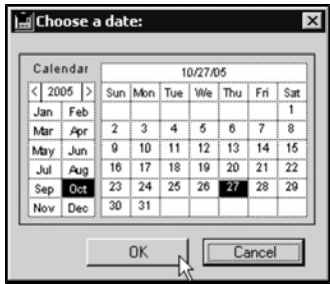 Choose a date:
Calendar 10/27/05
< 2005 > Sun Mon Tue We Thu Fri Sat
Jan Feb 1
Mar Apr 2 3 4 5 6 7 8
May Jun 9 10 11 12 13 14 15
Jul Aug 16 17 18 19 20 21 22
Sep Oct 23 24 25 26 27 28 29
Nov Dec 30 31
OK Cancel